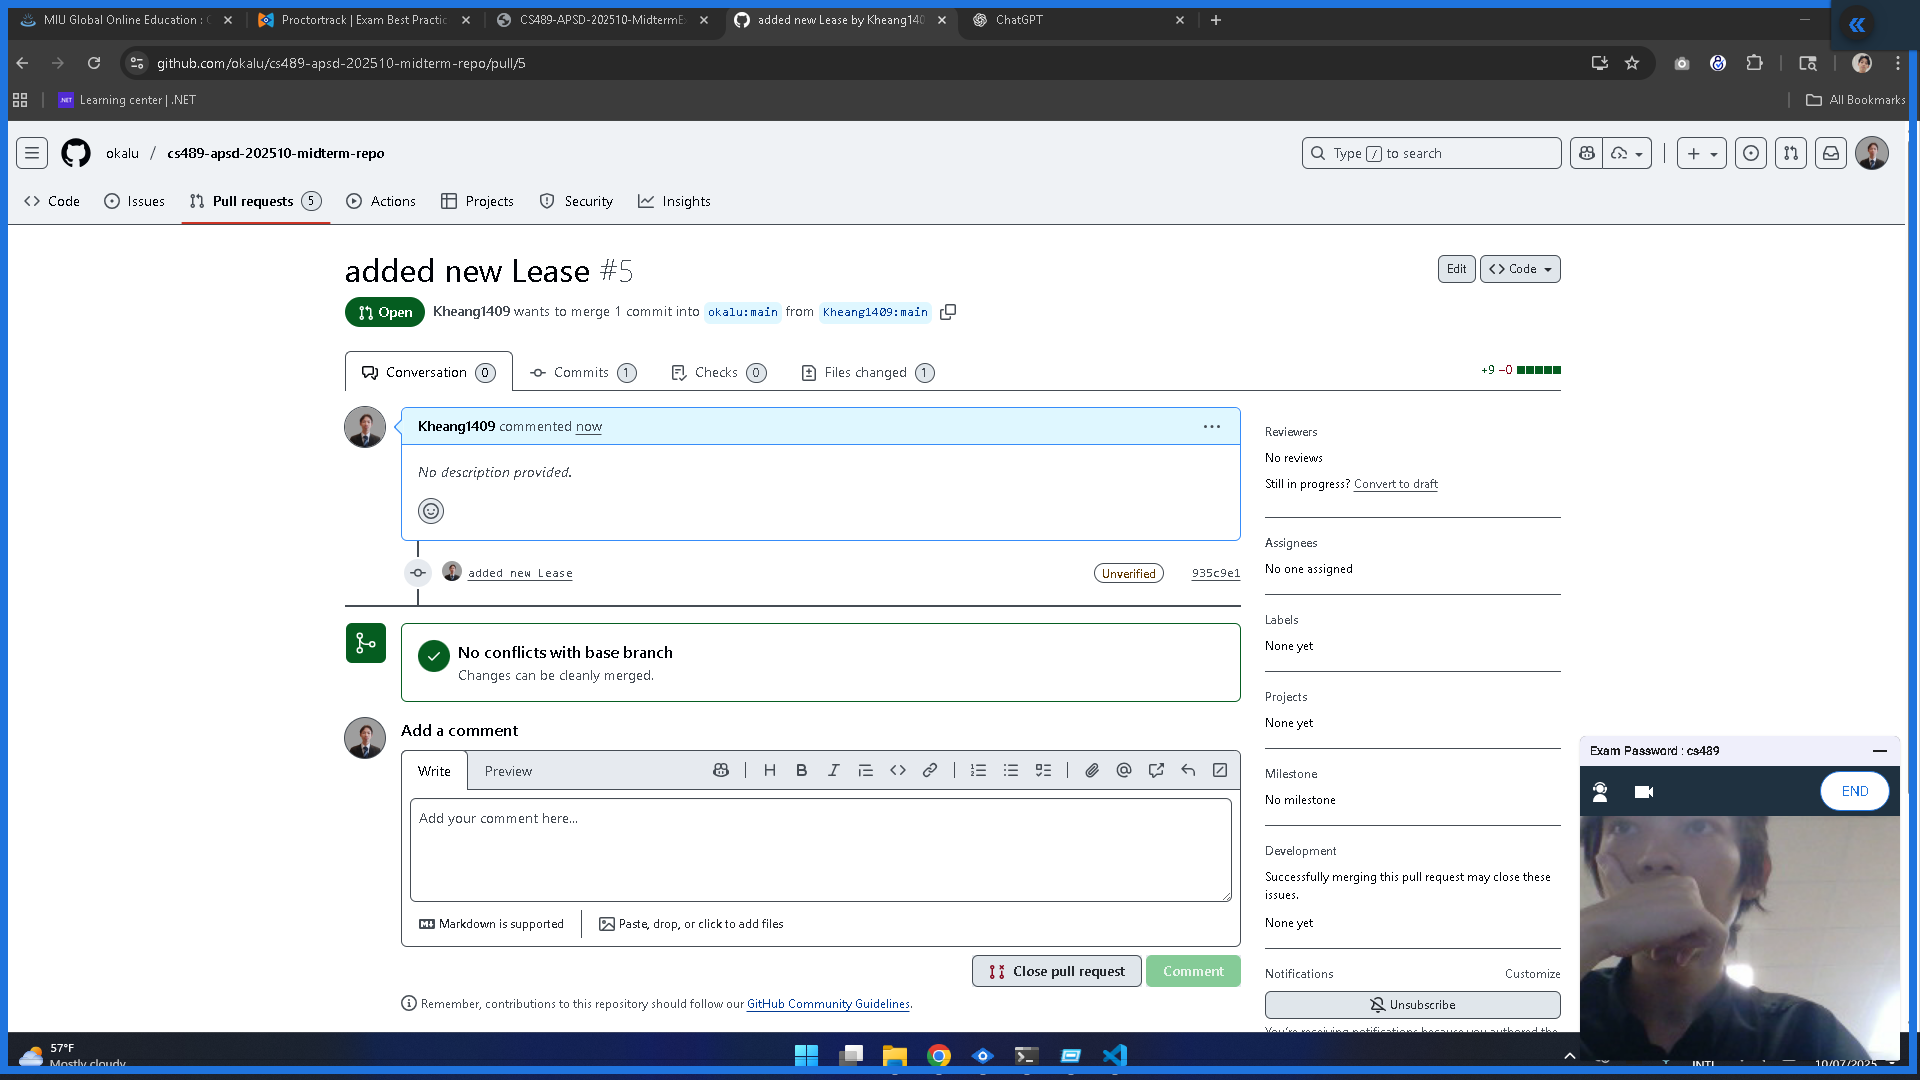 MIU Global Online Education :
Proctortrack | Exam Best Practic
CS489-APSD-202510-MidtermE
added new Lease by Kheang140
ChatGPT
github.com/okalu/cs489-apsd-202510-midterm-repo/pull/5
Learning center | .NET
All Bookmarks
okalu / cs489-apsd-202510-midterm-repo
Type / to search
Code
Issues
Pull requests 5
Actions
Projects
Security
Insights
added new Lease #5
Edit
Code
Open
Kheang1409 wants to merge 1 commit into okalu:main from Kheang1409:main
Conversation 0
Commits 1
Checks 0
Files changed 1
+9 −0
Kheang1409 commented now
No description provided.
added new Lease
Unverified
935c9e1
No conflicts with base branch
Changes can be cleanly merged.
Add a comment
Write
Preview
Add your comment here...
Markdown is supported
Paste, drop, or click to add files
Close pull request
Comment
Remember, contributions to this repository should follow our GitHub Community Guidelines.
Reviewers
No reviews
Still in progress? Convert to draft
Assignees
No one assigned
Labels
None yet
Projects
None yet
Milestone
No milestone
Development
Successfully merging this pull request may close these
issues.
None yet
Notifications
Customize
Unsubscribe
You're receiving notifications because you authored the
Exam Password : cs489
END
57°F
Mostly cloudy
INTL
10/07/2025